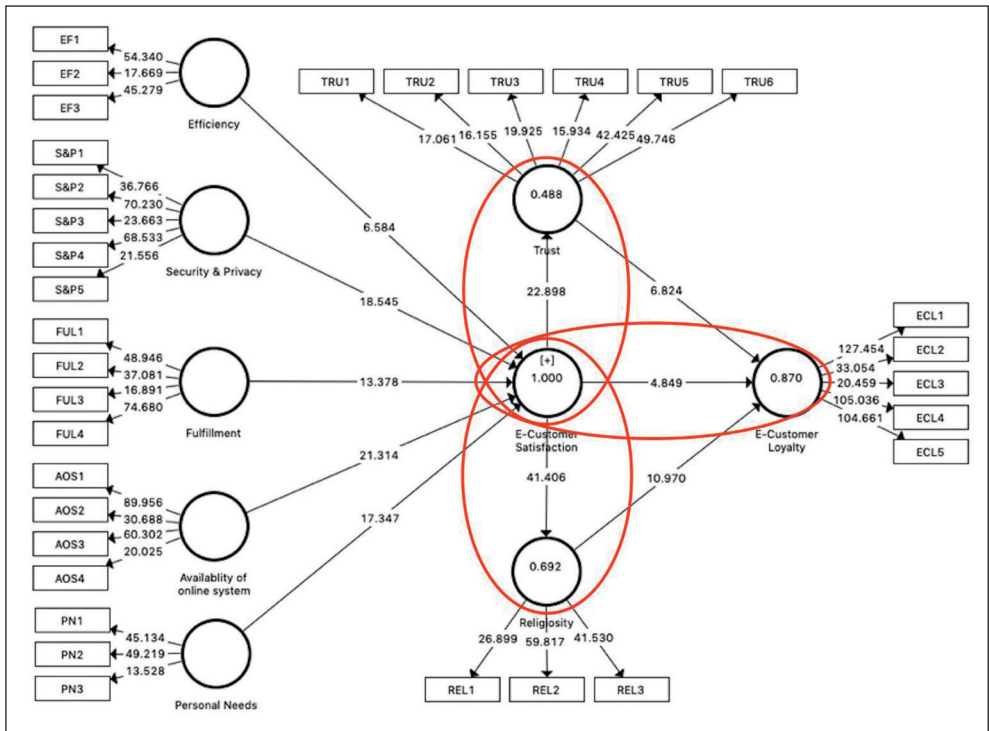 EF1
54.340
EF2
17.669
EF3
45.279
Efficiency
S&P1
36.766
S&P2
70.230
S&P3
23.663
S&P4
68.533
21.556
S&P5
Security & Privacy
FUL1
48.946
FUL2
37.081
FUL3
16.891
74.680
FUL4
Fulfillment
AOS1
89.956
AOS2
30.688
AOS3
60.302
20.025
AOS4
Availablity of
online system
PN1
45.134
PN2
49.219
PN3
13.528
Personal Needs
6.584
18.545
13.378
21.314
17.347
TRU1 TRU2 TRU3 TRU4 TRU5 TRU6
17.061 16.155 19.925 15.934 42.425 49.746
0.488
Trust
22.898
6.824
[+]
1.000
E-Customer
Satisfaction
4.849
41.406
10.970
0.692
Religiosity
26.899 59.817 41.530
REL1 REL2 REL3
0.870
E-Customer
Loyalty
ECL1
127.454
ECL2
33.054
20.459
ECL3
105.036
ECL4
104.661
ECL5